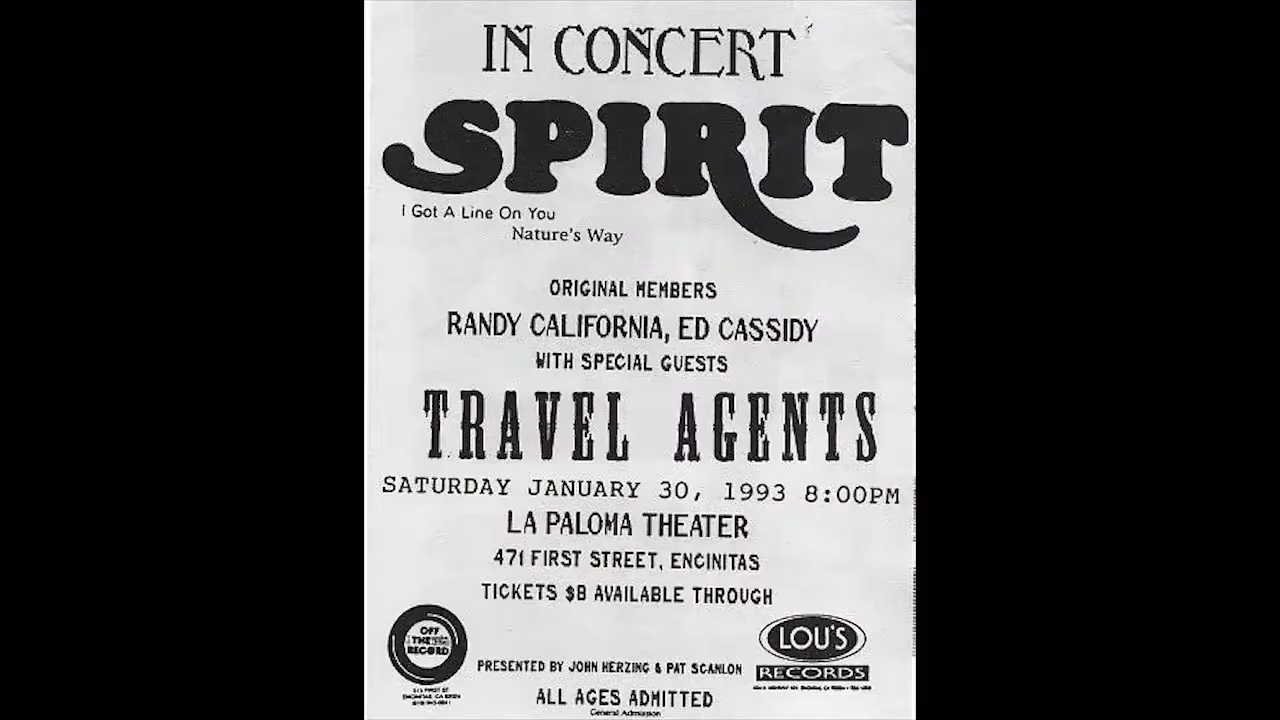 IN CONCERT
SPIRIT
I Got A Line On You
Nature's Way
ORIGINAL MEMBERS
RANDY CALIFORNIA, ED CASSIDY
WITH SPECIAL GUESTS
TRAVEL AGENTS
SATURDAY JANUARY 30, 1993 8:00PM
LA PALOMA THEATER
471 FIRST STREET, ENCINITAS
TICKETS $8 AVAILABLE THROUGH
OFF
THE
RECORD
LOU'S
RECORDS
PRESENTED BY JOHN HERZING & PAT SCANLON
ALL AGES ADMITTED
General Admission